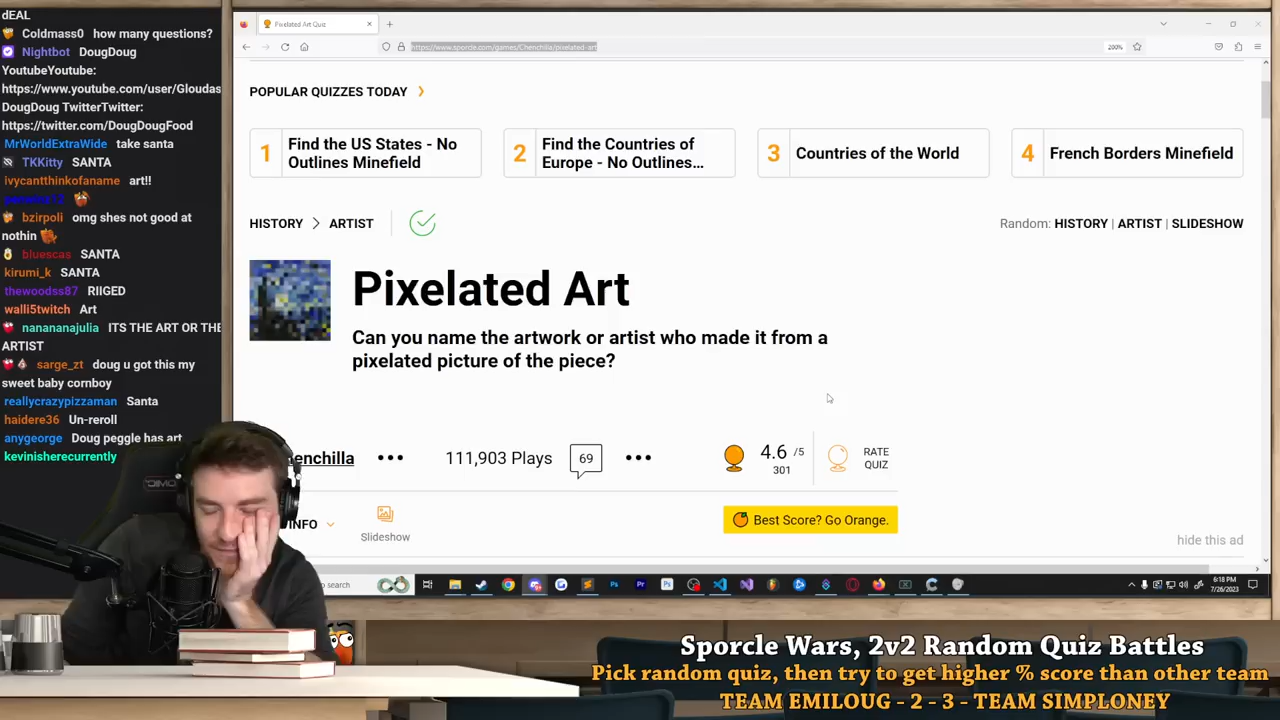 dEAL
Coldmass0 how many questions?
Nightbot DougDoug
YoutubeYoutube:
https://www.youtube.com/user/Gloudas
DougDoug TwitterTwitter:
https://twitter.com/DougDougFood
MrWorldExtraWide take santa
TKKitty SANTA
ivycantthinkofaname art!!
bzirpoli omg shes not good at
nothin
bluescas SANTA
kirumi_k SANTA
thewoodss87 RIIGED
walli5twitch Art
nanananajulia ITS THE ART OR THE
ARTIST
sarge_zt doug u got this my
sweet baby cornboy
reallycrazypizzaman Santa
haidere36 Un-reroll
anygeorge Doug peggle has art
kevinisherecurrently
Pixelated Art Quiz
https://www.sporcle.com/games/Chenchilla/pixelated-art
200%
POPULAR QUIZZES TODAY
1 Find the US States - No
Outlines Minefield
2 Find the Countries of
Europe - No Outlines...
3 Countries of the World
4 French Borders Minefield
HISTORY > ARTIST
Random: HISTORY | ARTIST | SLIDESHOW
Pixelated Art
Can you name the artwork or artist who made it from a
pixelated picture of the piece?
enchilla
111,903 Plays
69
4.6 /5
301
RATE
QUIZ
INFO
Slideshow
Best Score? Go Orange.
hide this ad
search
6:18 PM
7/26/2023
Sporcle Wars, 2v2 Random Quiz Battles
Pick random quiz, then try to get higher % score than other team
TEAM EMILOUG - 2 - 3 - TEAM SIMPLONEY